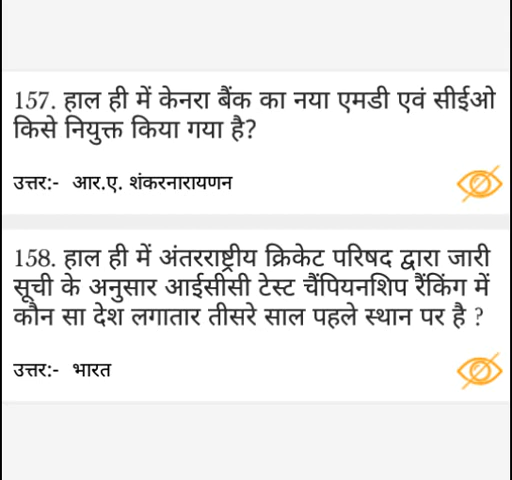 157. हाल ही में केनरा बैंक का नया एमडी एवं सीईओ
किसे नियुक्त किया गया है?
उत्तर:- आर.ए. शंकरनारायणन
158. हाल ही में अंतरराष्ट्रीय क्रिकेट परिषद द्वारा जारी
सूची के अनुसार आईसीसी टेस्ट चैंपियनशिप रैंकिंग में
कौन सा देश लगातार तीसरे साल पहले स्थान पर है ?
उत्तर:- भारत